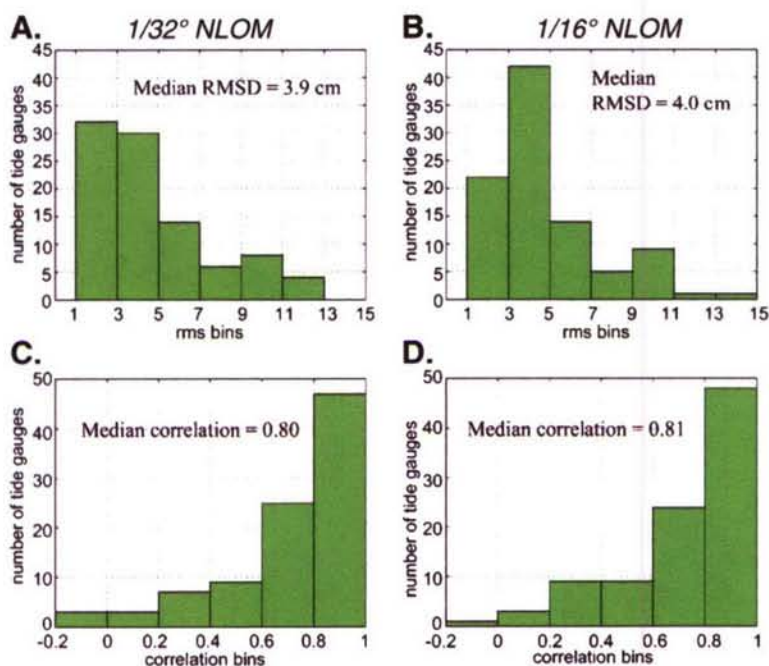 A. 1/32° NLOM
B. 1/16° NLOM
Median RMSD = 3.9 cm
45
40
35
30
25
20
15
10
5
0
number of tide gauges
1 3 5 7 9 11 13 15
rms bins
Median
RMSD = 4.0 cm
45
40
35
30
25
20
15
10
5
0
number of tide gauges
1 3 5 7 9 11 13 15
rms bins
C.
Median correlation = 0.80
50
40
30
20
10
0
number of tide gauges
-0.2 0 0.2 0.4 0.6 0.8 1
correlation bins
D.
Median correlation = 0.81
50
40
30
20
10
0
number of tide gauges
-0.2 0 0.2 0.4 0.6 0.8 1
correlation bins